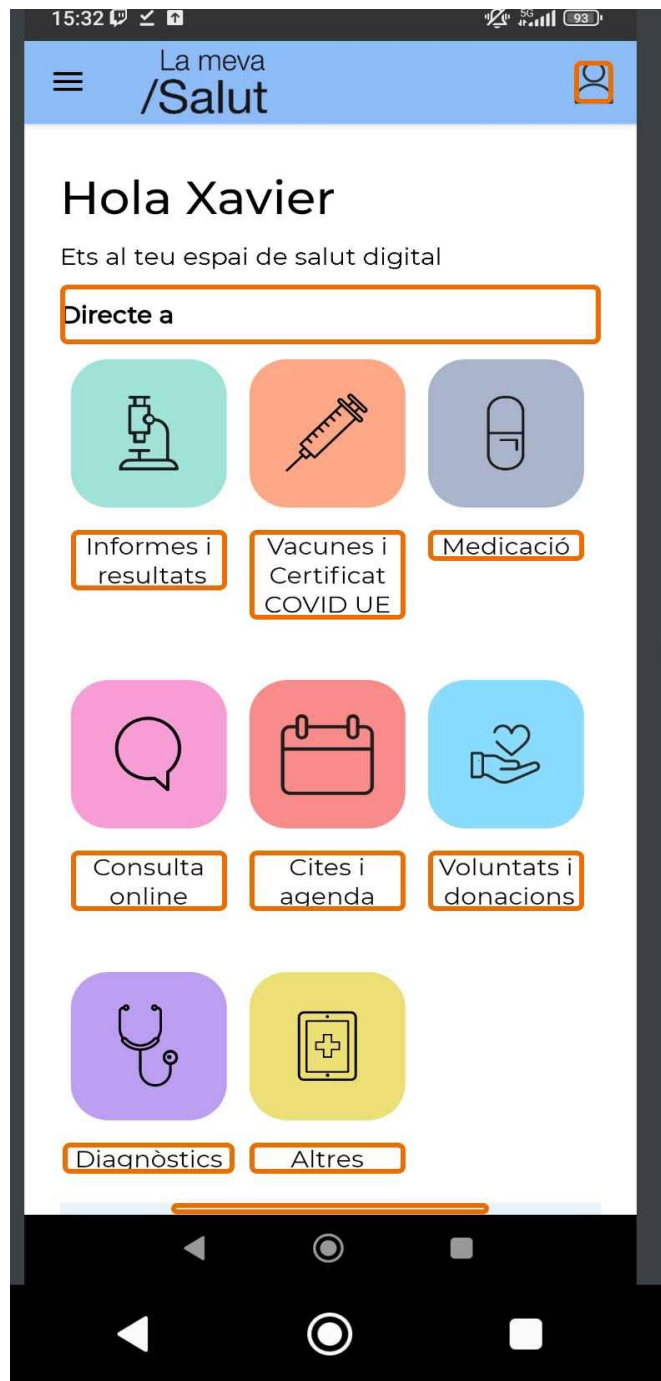 15:32
5G
93
La meva
/Salut
Hola Xavier
Ets al teu espai de salut digital
Directe a
Informes i
resultats
Vacunes i
Certificat
COVID UE
Medicació
Consulta
online
Cites i
agenda
Voluntats i
donacions
Diagnòstics
Altres